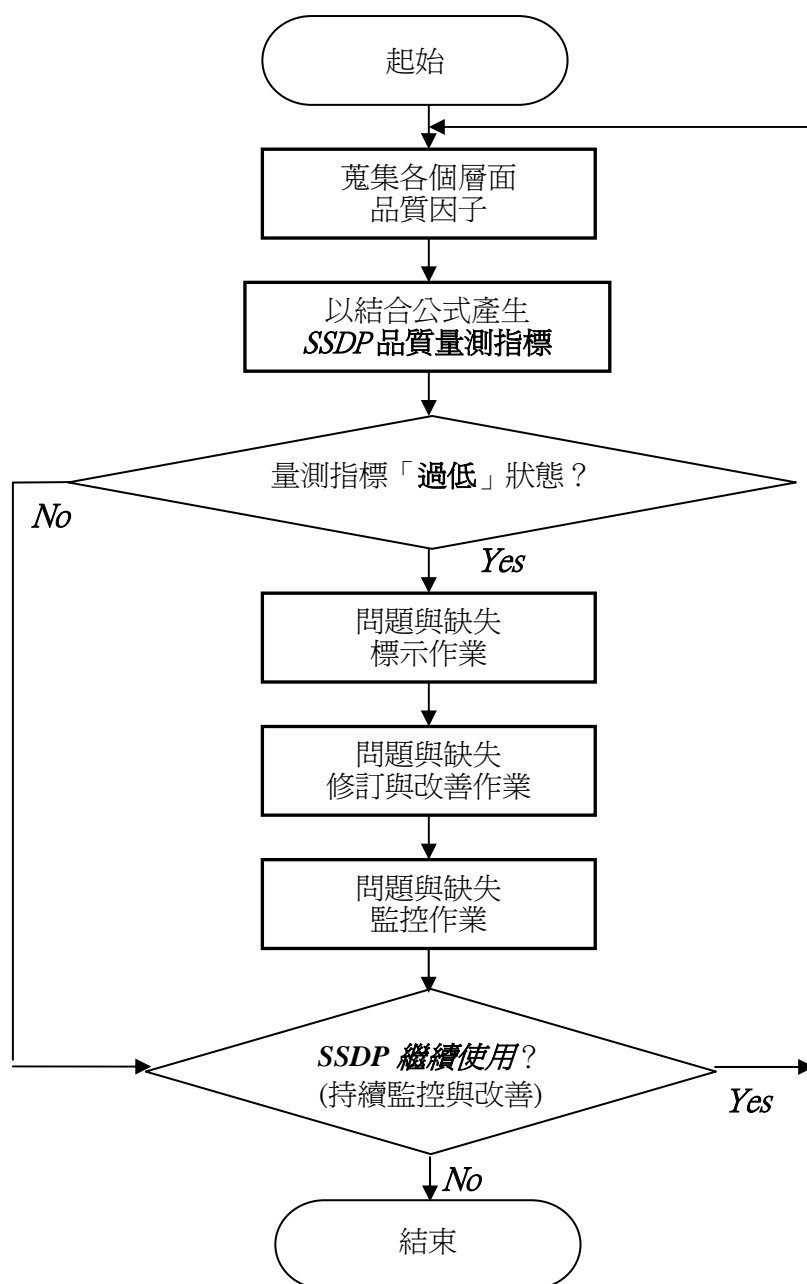 起始
蒐集各個層面
品質因子
以結合公式產生
SSDP品質量測指標
量測指標「過低」狀態？
No
Yes
問題與缺失
標示作業
問題與缺失
修訂與改善作業
問題與缺失
監控作業
SSDP 繼續使用？
(持續監控與改善)
Yes
No
結束